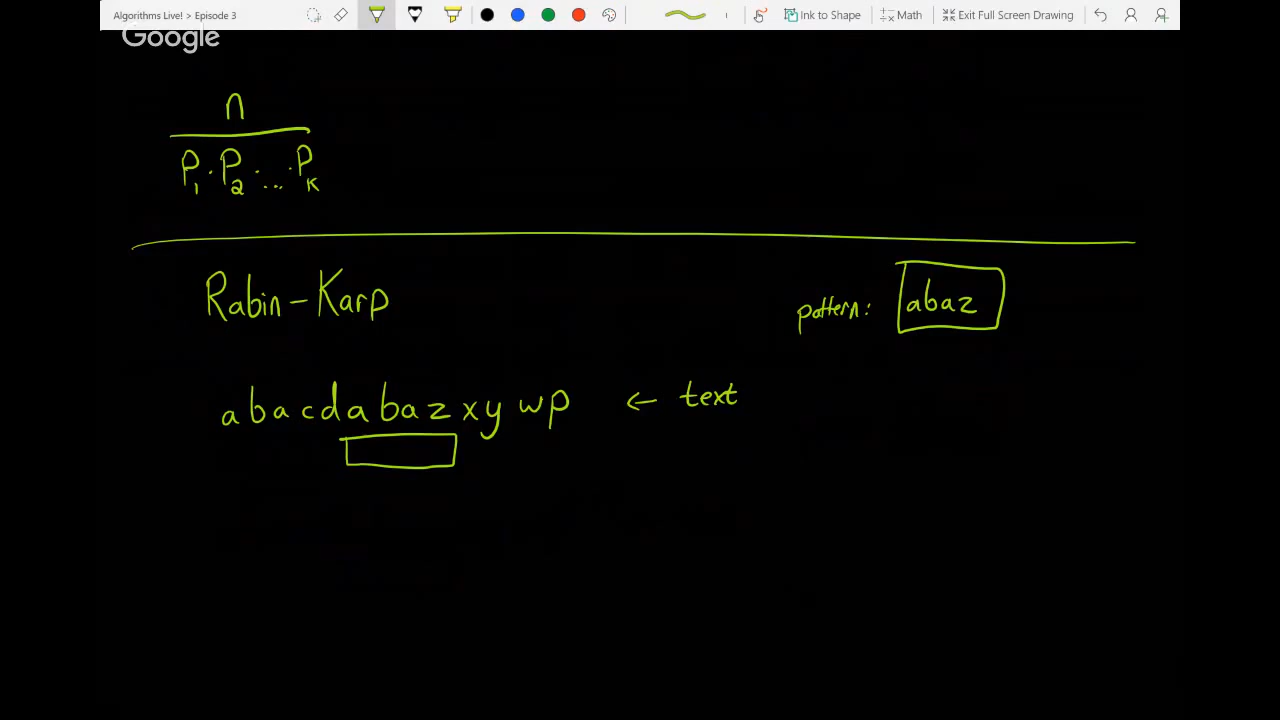 Algorithms Live! > Episode 3
Ink to Shape
Math
Exit Full Screen Drawing
Google
n
P1 · P2 · ... · Pk
Rabin-Karp
pattern: abaz
abacdabazxywp ← text